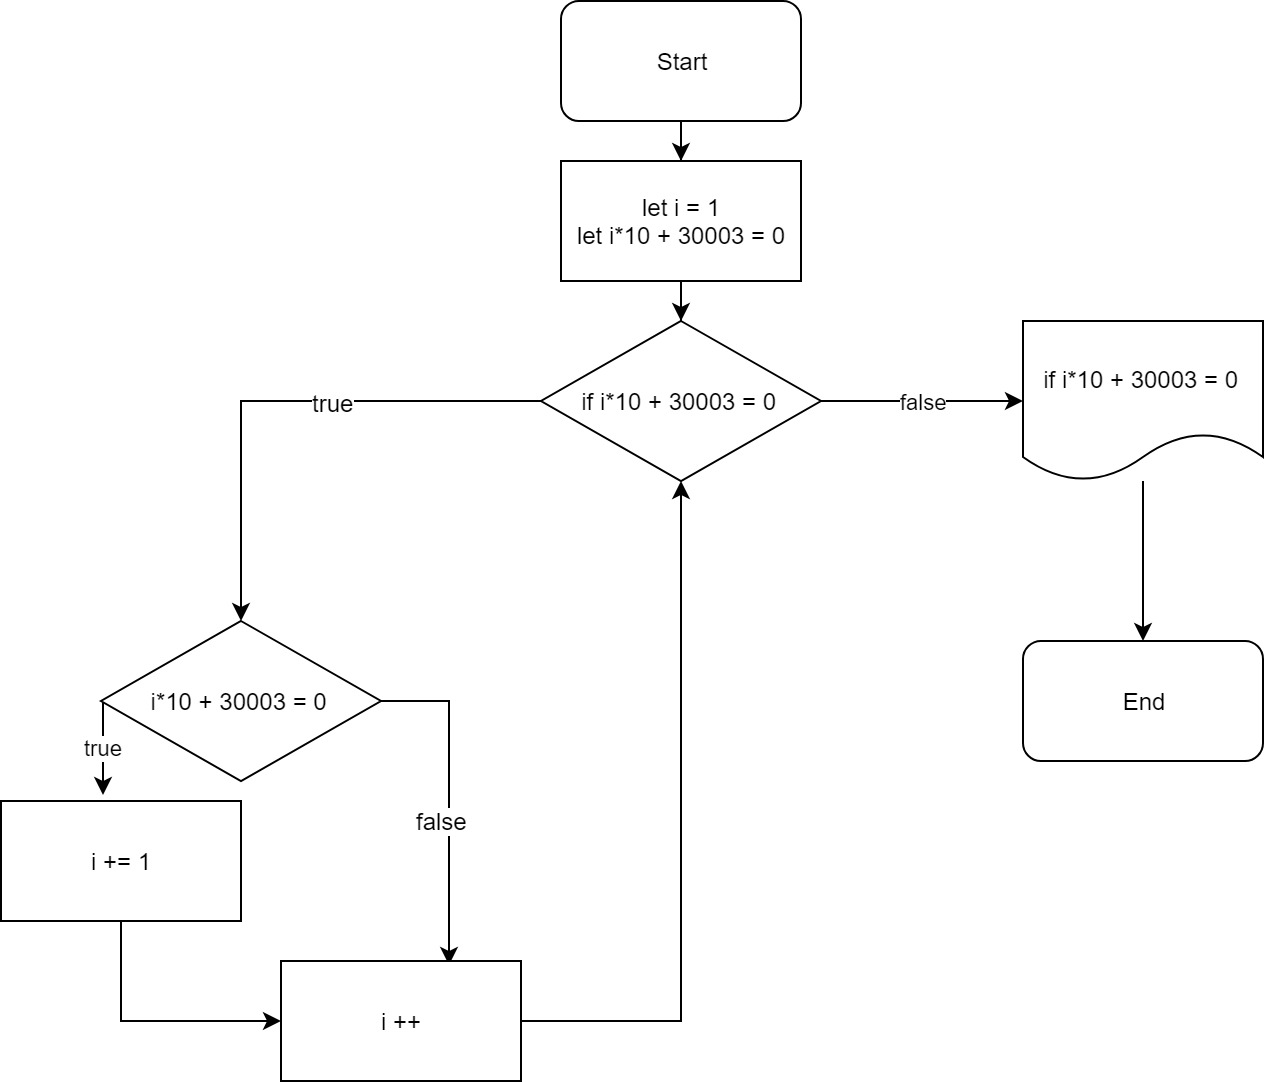 Start
let i = 1
let i*10 + 30003 = 0
if i*10 + 30003 = 0
true
false
if i*10 + 30003 = 0
i*10 + 30003 = 0
End
true
false
i += 1
i ++